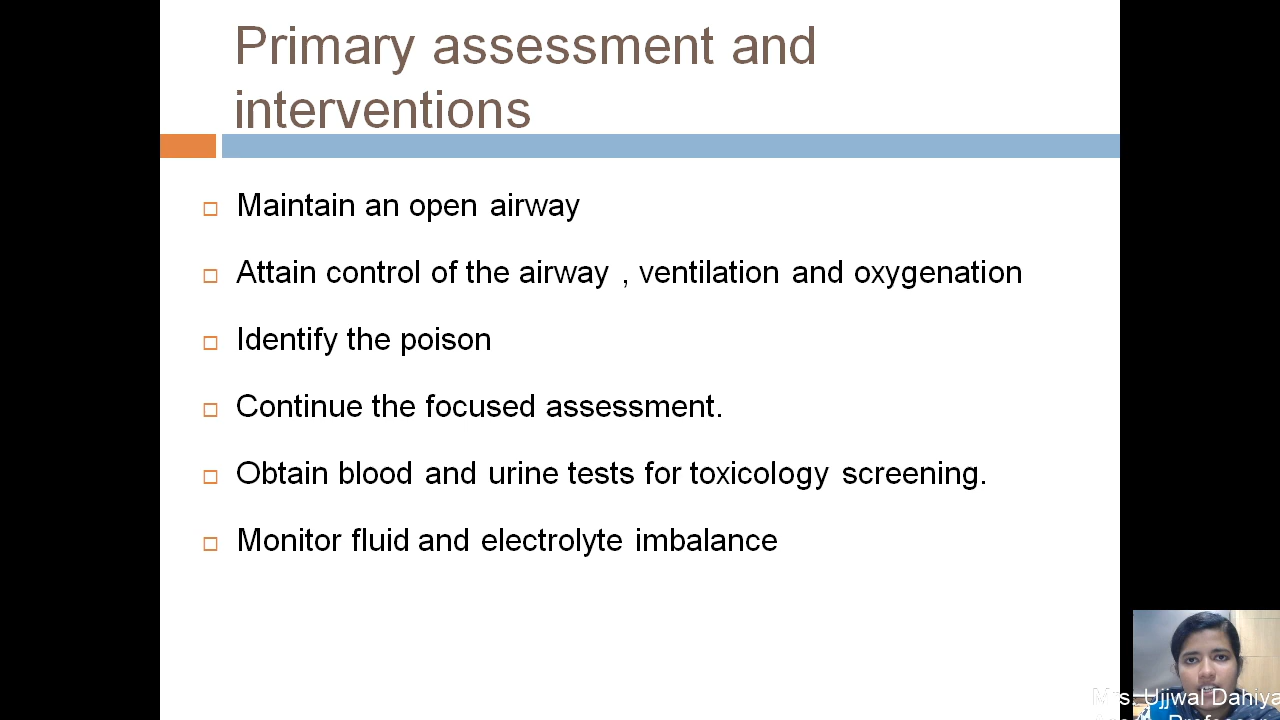 Primary assessment and
interventions
Maintain an open airway
Attain control of the airway , ventilation and oxygenation
Identify the poison
Continue the focused assessment.
Obtain blood and urine tests for toxicology screening.
Monitor fluid and electrolyte imbalance
Mrs. Ujjwal Dahiya